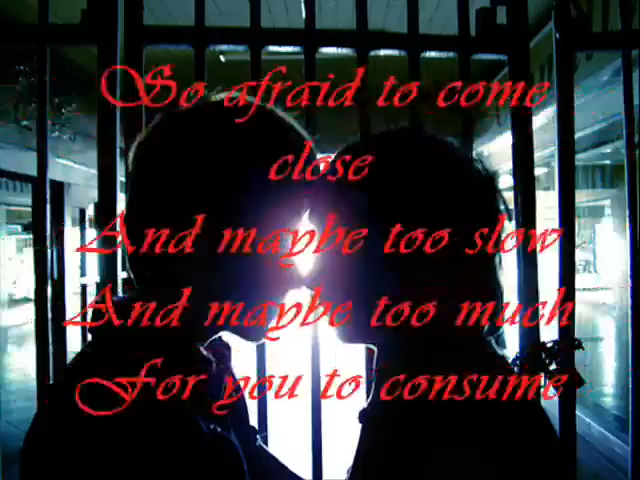 So afraid to come
close
And maybe too slow
And maybe too much
For you to consume